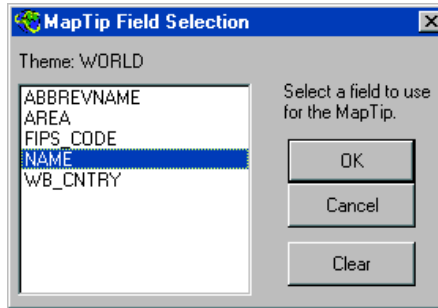 MapTip Field Selection
Theme: WORLD
ABBREVNAME
AREA
FIPS_CODE
NAME
WB_CNTRY
Select a field to use
for the MapTip.
OK
Cancel
Clear